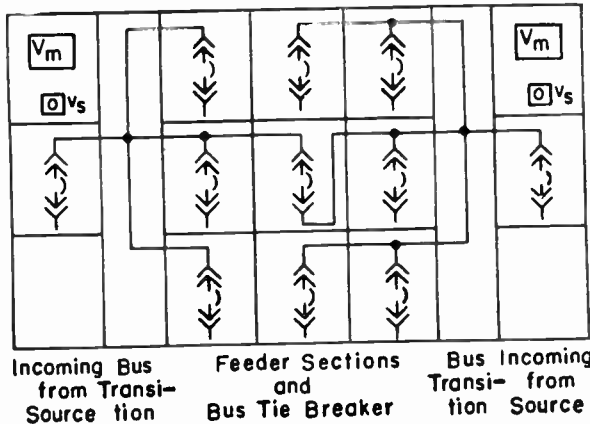 Vm
Vm
O Vs
O Vs
Incoming from Source
Bus Transi- tion
Feeder Sections and Bus Tie Breaker
Bus Transi- tion
Incoming from Source